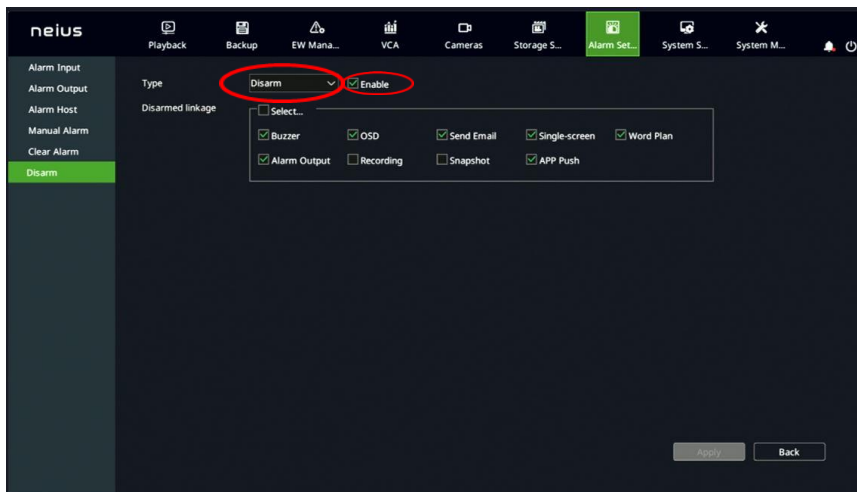 neius
Playback Backup EW Mana... VCA Cameras Storage S... Alarm Set... System S... System M...
Alarm Input
Alarm Output
Alarm Host
Manual Alarm
Clear Alarm
Disarm
Type Disarm Enable
Disarmed linkage Select...
Buzzer OSD Send Email Single-screen Word Plan
Alarm Output Recording Snapshot APP Push
Apply Back